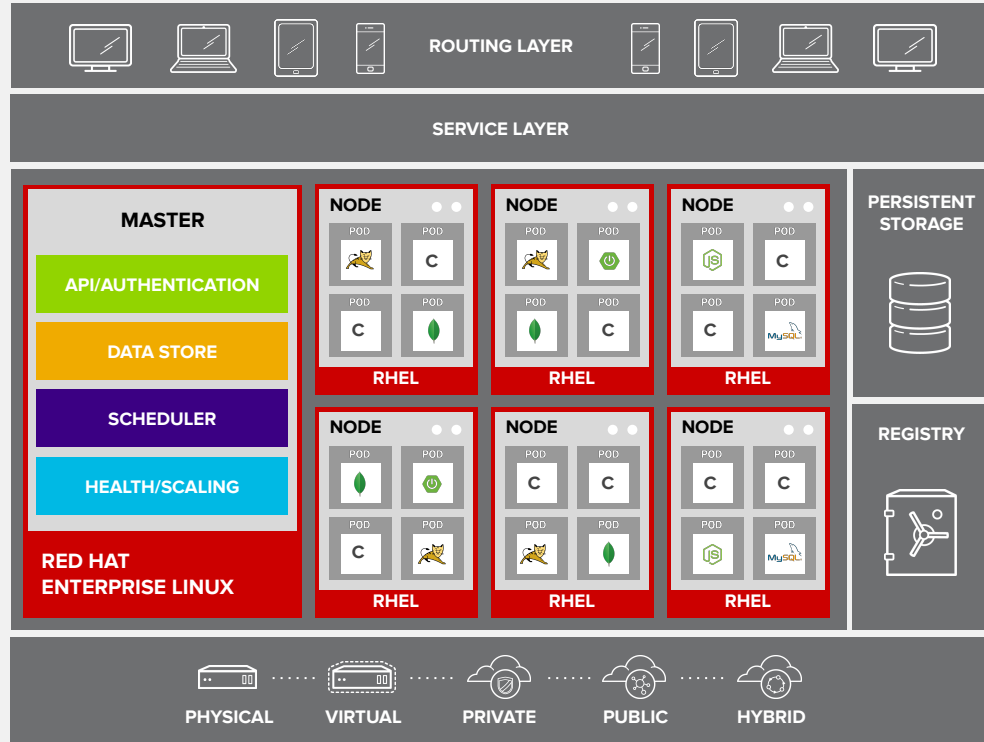 ROUTING LAYER
SERVICE LAYER
MASTER
API/AUTHENTICATION
DATA STORE
SCHEDULER
HEALTH/SCALING
RED HAT
ENTERPRISE LINUX
NODE
POD
POD
C
POD
POD
C
RHEL
NODE
POD
POD
POD
POD
C
RHEL
NODE
POD
POD
JS
C
POD
POD
C
MySQL
RHEL
NODE
POD
POD
POD
POD
C
RHEL
NODE
POD
POD
C
C
POD
POD
RHEL
NODE
POD
POD
C
C
POD
POD
JS
MySQL
RHEL
PERSISTENT
STORAGE
REGISTRY
PHYSICAL
VIRTUAL
PRIVATE
PUBLIC
HYBRID